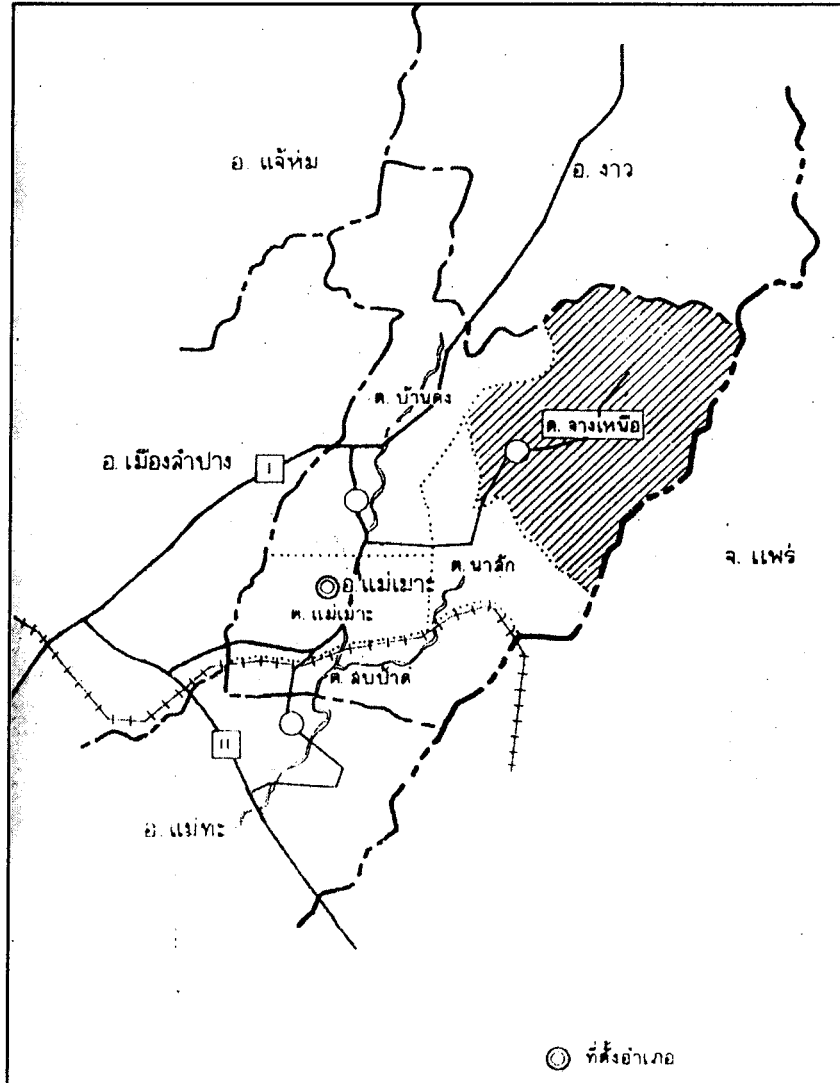 อ. แจ้ห่ม
อ. งาว
ต. บ้านดง
ต. จางเหนือ
อ. เมืองลำปาง
I
จ. แพร่
ต. นาสัก
อ. แม่เมาะ
ต. แม่เมาะ
ต. สบป้าด
II
อ. แม่ทะ
ที่ตั้งอำเภอ